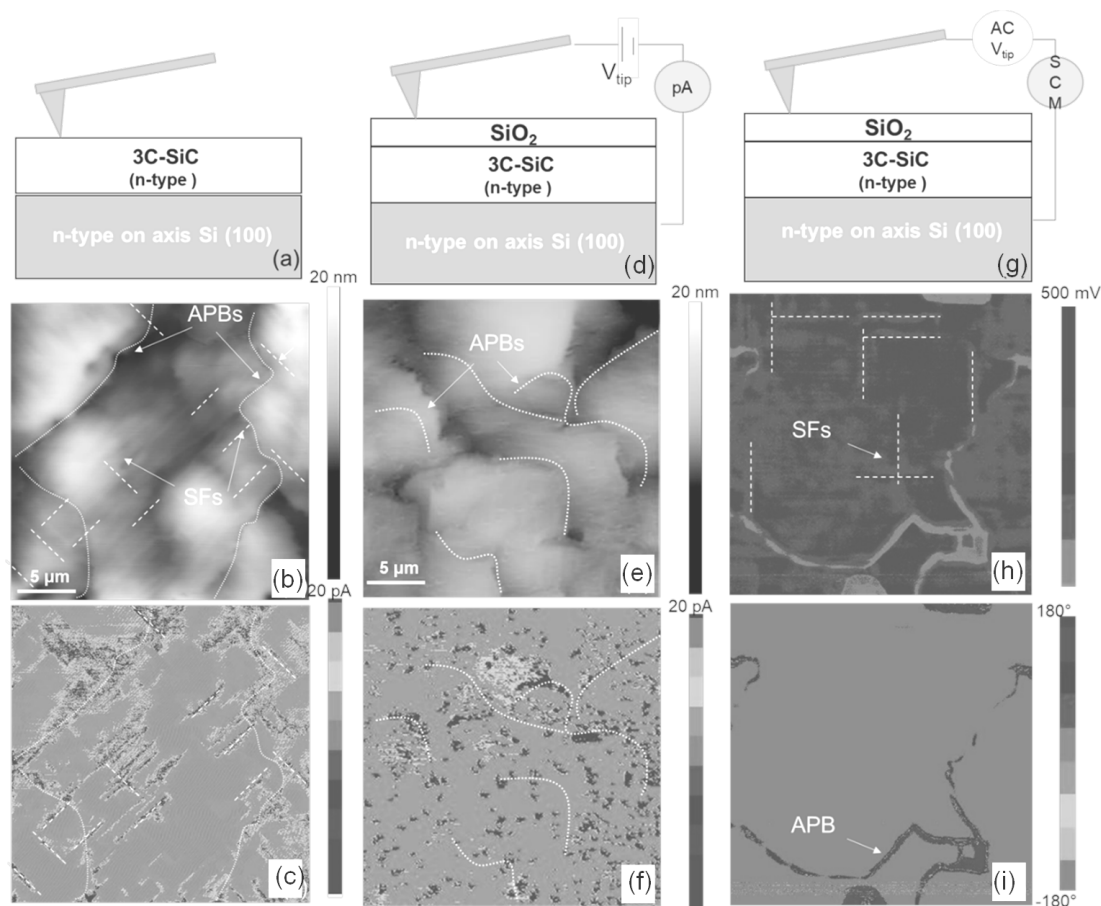 3C-SiC
(n-type )
n-type on axis Si (100)
(a)
Vtip
pA
SiO2
3C-SiC
(n-type )
n-type on axis Si (100)
(d)
AC
Vtip
S
C
M
SiO2
3C-SiC
(n-type )
n-type on axis Si (100)
(g)
20 nm
APBs
SFs
5 µm
(b)
20 nm
APBs
5 µm
(e)
500 mV
SFs
(h)
20 pA
(c)
20 pA
(f)
180°
APB
(i)
-180°